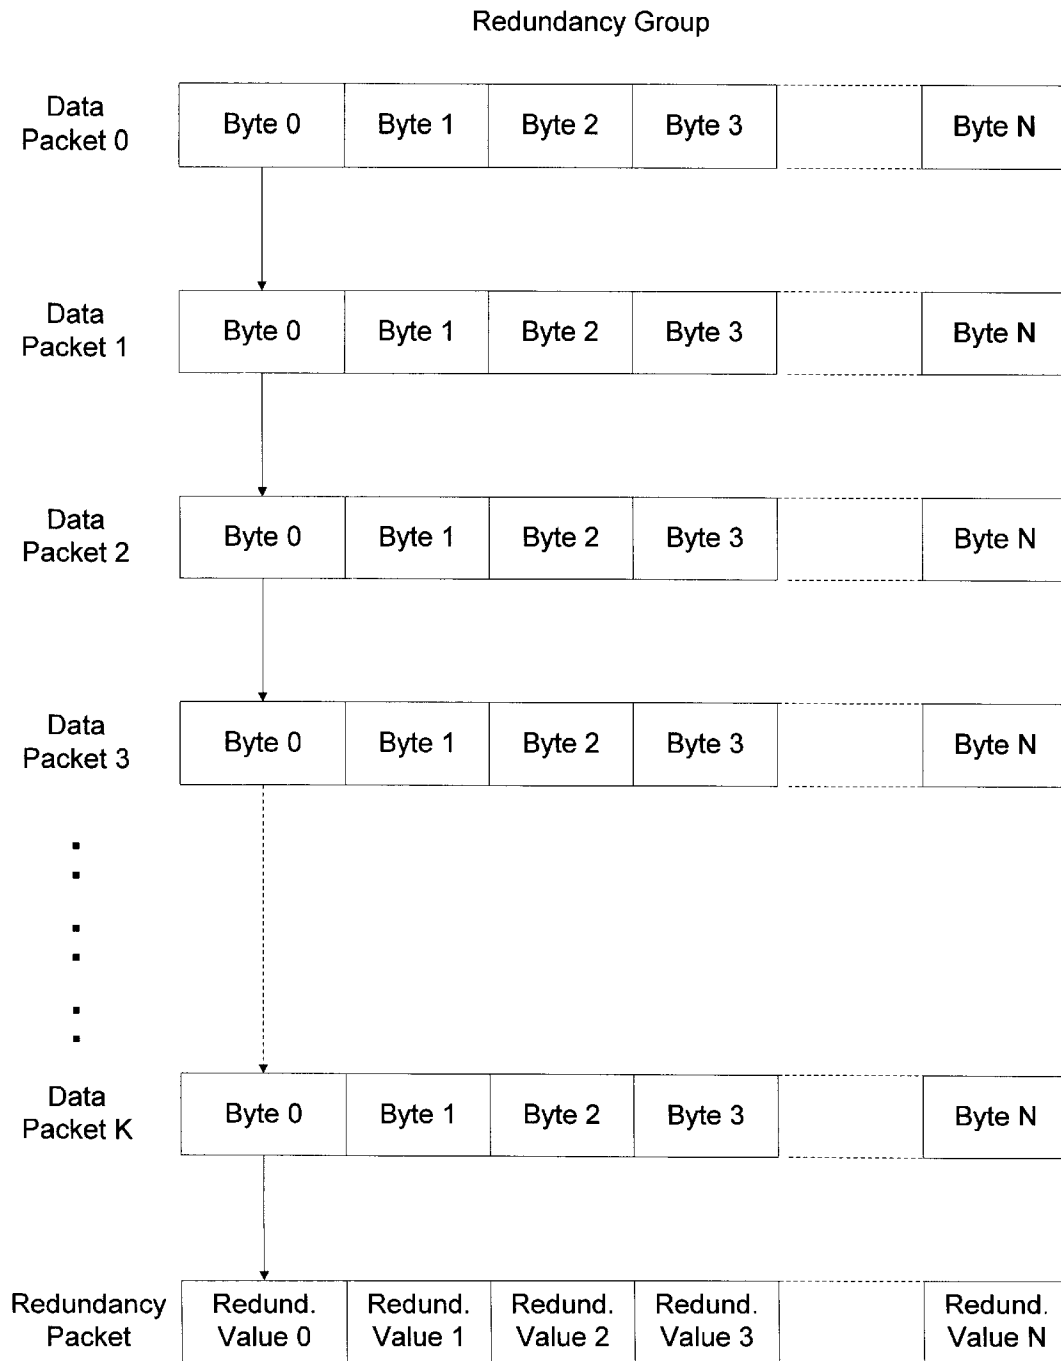 Redundancy Group
Data
Packet 0
Byte 0 Byte 1 Byte 2 Byte 3 Byte N
Data
Packet 1
Byte 0 Byte 1 Byte 2 Byte 3 Byte N
Data
Packet 2
Byte 0 Byte 1 Byte 2 Byte 3 Byte N
Data
Packet 3
Byte 0 Byte 1 Byte 2 Byte 3 Byte N
Data
Packet K
Byte 0 Byte 1 Byte 2 Byte 3 Byte N
Redundancy
Packet
Redund. Redund. Redund. Redund. Redund.
Value 0 Value 1 Value 2 Value 3 Value N